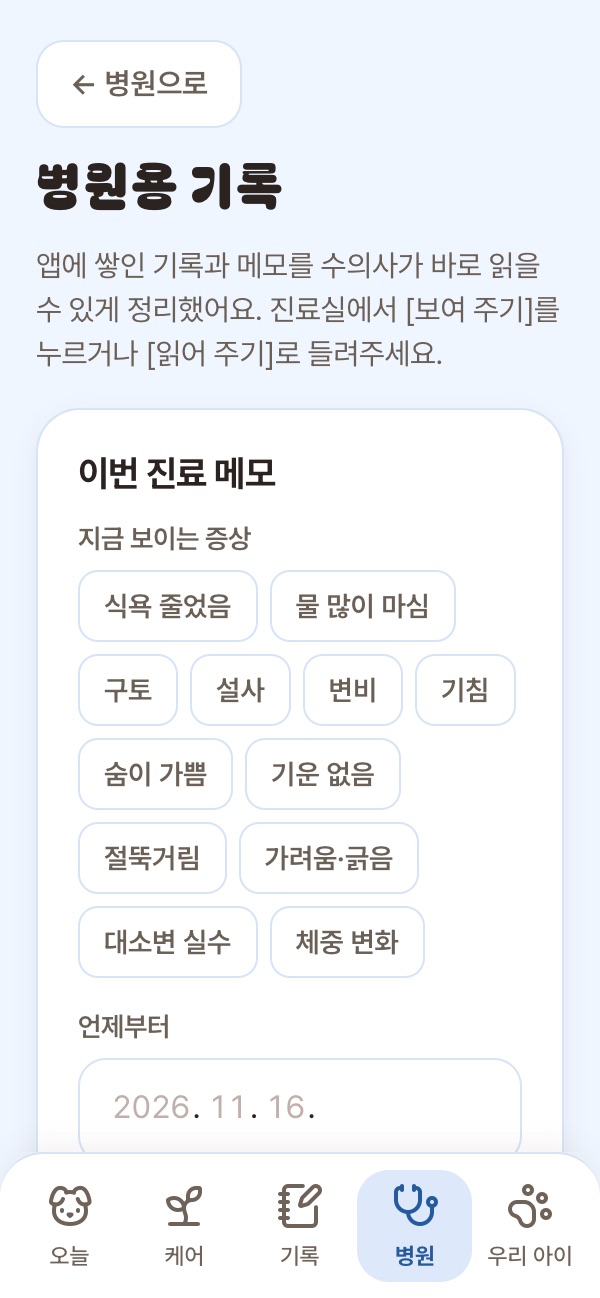 ← 병원으로
병원용 기록
앱에 쌓인 기록과 메모를 수의사가 바로 읽을
수 있게 정리했어요. 진료실에서 [보여 주기]를
누르거나 [읽어 주기]로 들려주세요.
이번 진료 메모
지금 보이는 증상
식욕 줄었음 물 많이 마심
구토 설사 변비 기침
숨이 가쁨 기운 없음
절뚝거림 가려움·긁음
대소변 실수 체중 변화
언제부터
2026. 11. 16.
오늘 케어 기록 병원 우리 아이